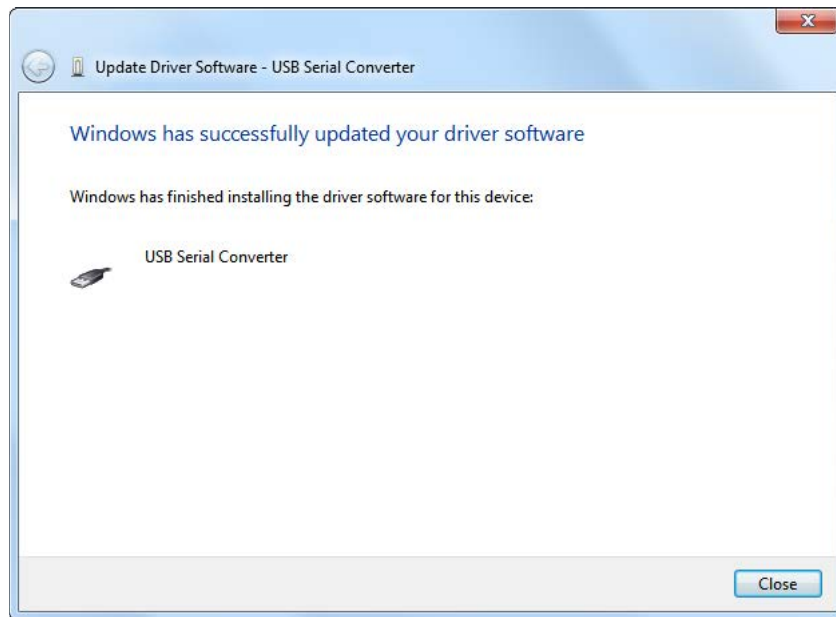 Update Driver Software - USB Serial Converter
Windows has successfully updated your driver software
Windows has finished installing the driver software for this device:
USB Serial Converter
Close